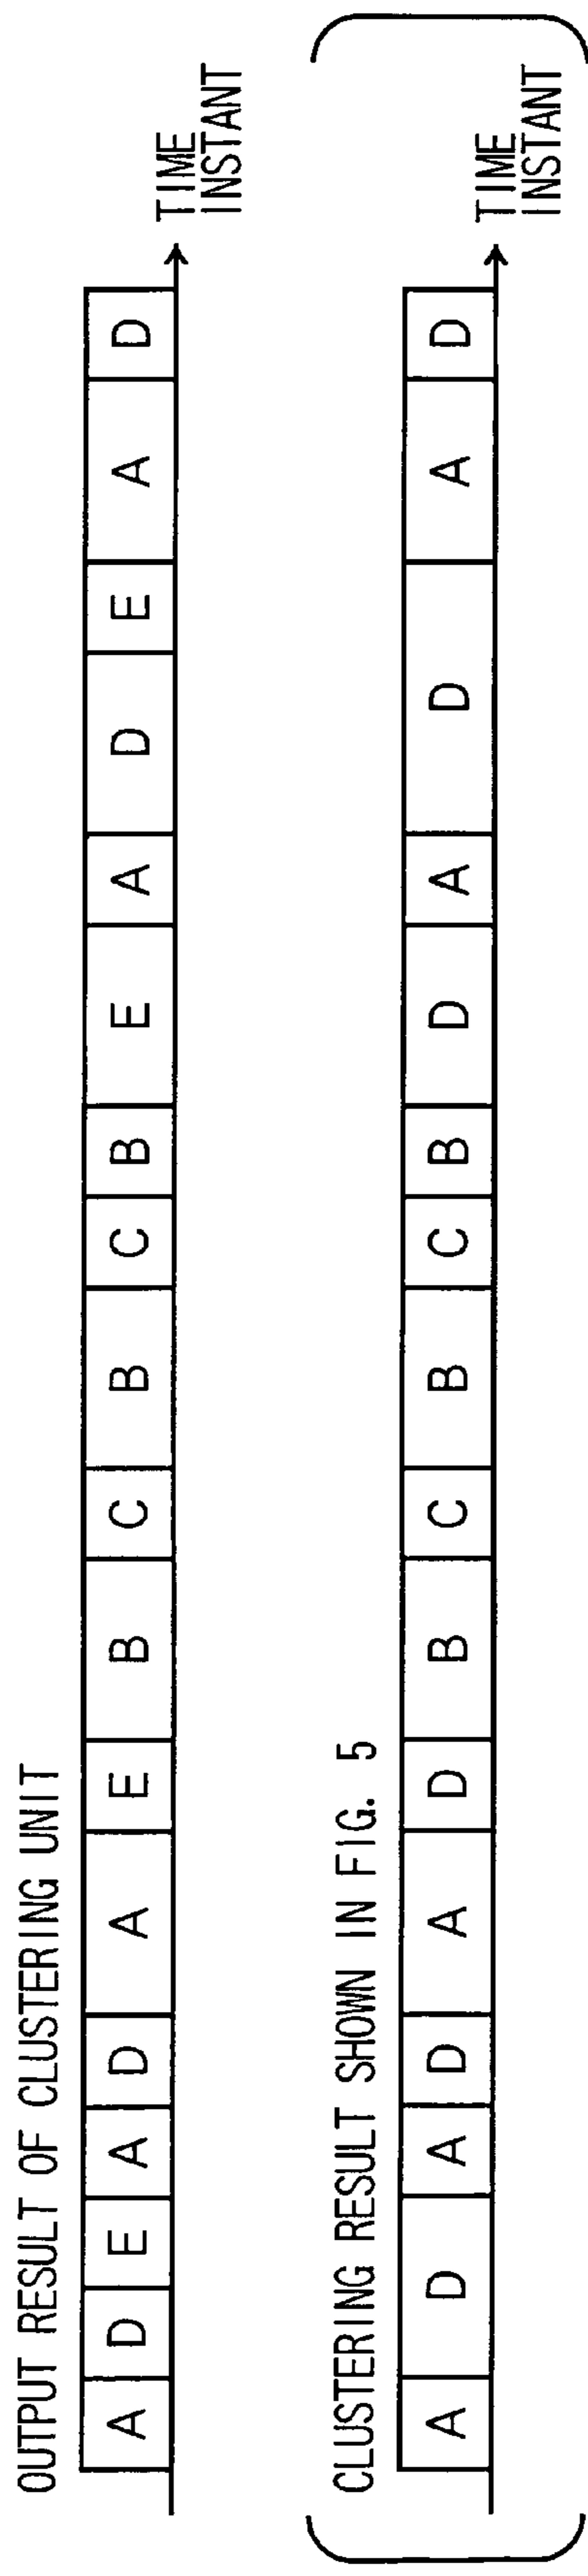 OUTPUT RESULT OF CLUSTERING UNIT
A D E A D A E B C B C B E A D E A D
TIME
INSTANT
CLUSTERING RESULT SHOWN IN FIG. 5
A D A D A D B C B C B D A D A D
TIME
INSTANT